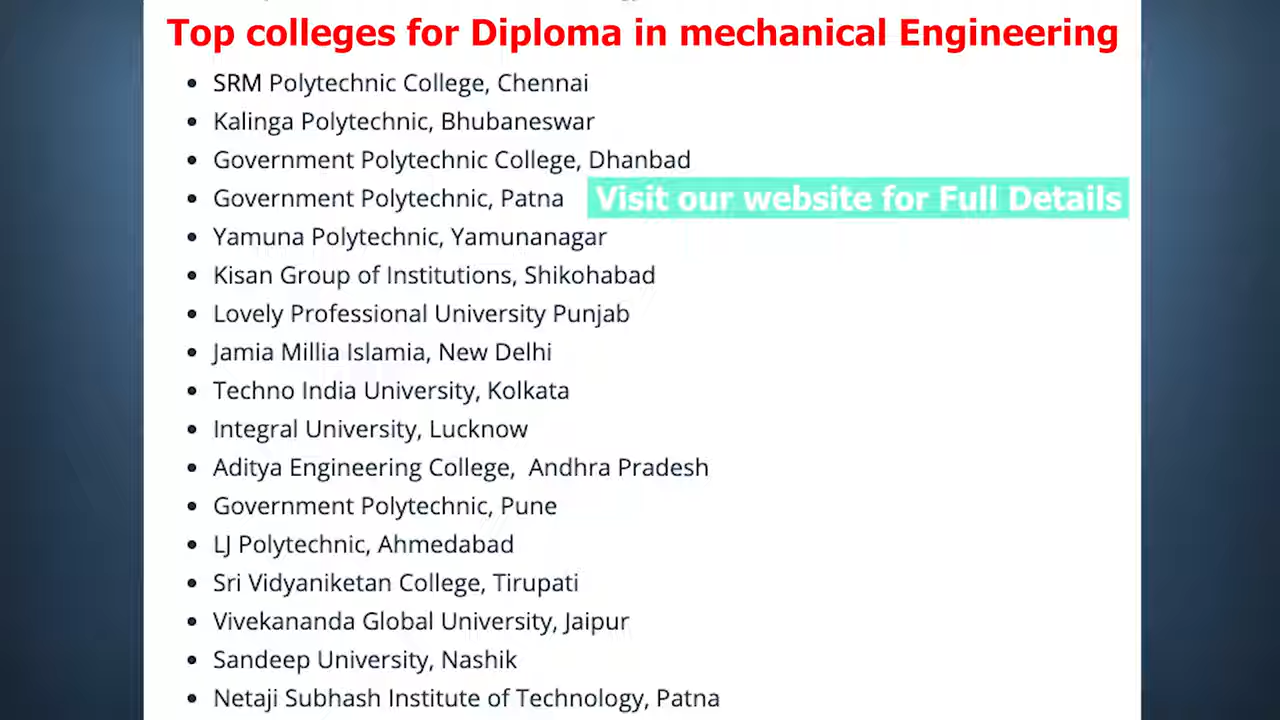 Top colleges for Diploma in mechanical Engineering
• SRM Polytechnic College, Chennai
• Kalinga Polytechnic, Bhubaneswar
• Government Polytechnic College, Dhanbad
• Government Polytechnic, Patna
Visit our website for Full Details
• Yamuna Polytechnic, Yamunanagar
• Kisan Group of Institutions, Shikohabad
• Lovely Professional University Punjab
• Jamia Millia Islamia, New Delhi
• Techno India University, Kolkata
• Integral University, Lucknow
• Aditya Engineering College,  Andhra Pradesh
• Government Polytechnic, Pune
• LJ Polytechnic, Ahmedabad
• Sri Vidyaniketan College, Tirupati
• Vivekananda Global University, Jaipur
• Sandeep University, Nashik
• Netaji Subhash Institute of Technology, Patna